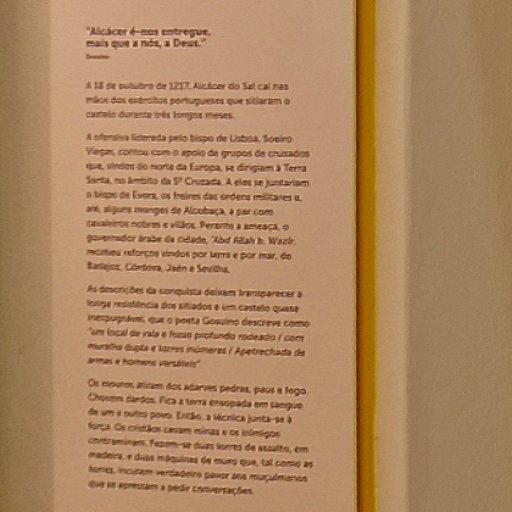 "Alcácer é-nos entregue,
mais que a nós, a Deus."
A 18 de outubro de 1217, Alcácer do Sal cai nas
mãos dos exércitos portugueses que sitiaram o
castelo durante três longos meses.
A ofensiva liderada pelo bispo de Lisboa, Soeiro
Viegas, contou com o apoio de grupos de cruzados
que, vindos do norte da Europa, se dirigiam à Terra
Santa, no âmbito da 5ª Cruzada. A eles se juntariam
o bispo de Évora, os freires das ordens militares e,
até, alguns monges de Alcobaça, a par com
cavaleiros nobres e vilãos. Perante a ameaça, o
governador árabe da cidade, 'Abd Allah b. Wazir,
recebeu reforços vindos por terra e por mar, de
Badajoz, Córdova, Jaén e Sevilha.
As descrições da conquista deixam transparecer a
longa resistência dos sitiados e um castelo quase
inexpugnável, que o poeta Gosuíno descreve como
"um local de vale e fosso profundo rodeado / com
muralha dupla e torres inúmeras / Apetrechada de
armas e homens versáteis"
Os mouros atiram dos adarves pedras, paus e fogo.
Chovem dardos. Fica a terra ensopada em sangue
de um e outro povo. Então, a técnica junta-se à
força. Os cristãos cavam minas e os inimigos
contraminam. Fazem-se duas torres de assalto, em
madeira, e duas máquinas de muro que, tal como as
torres, incutem verdadeiro pavor aos muçulmanos
que se apressam a pedir conversações.